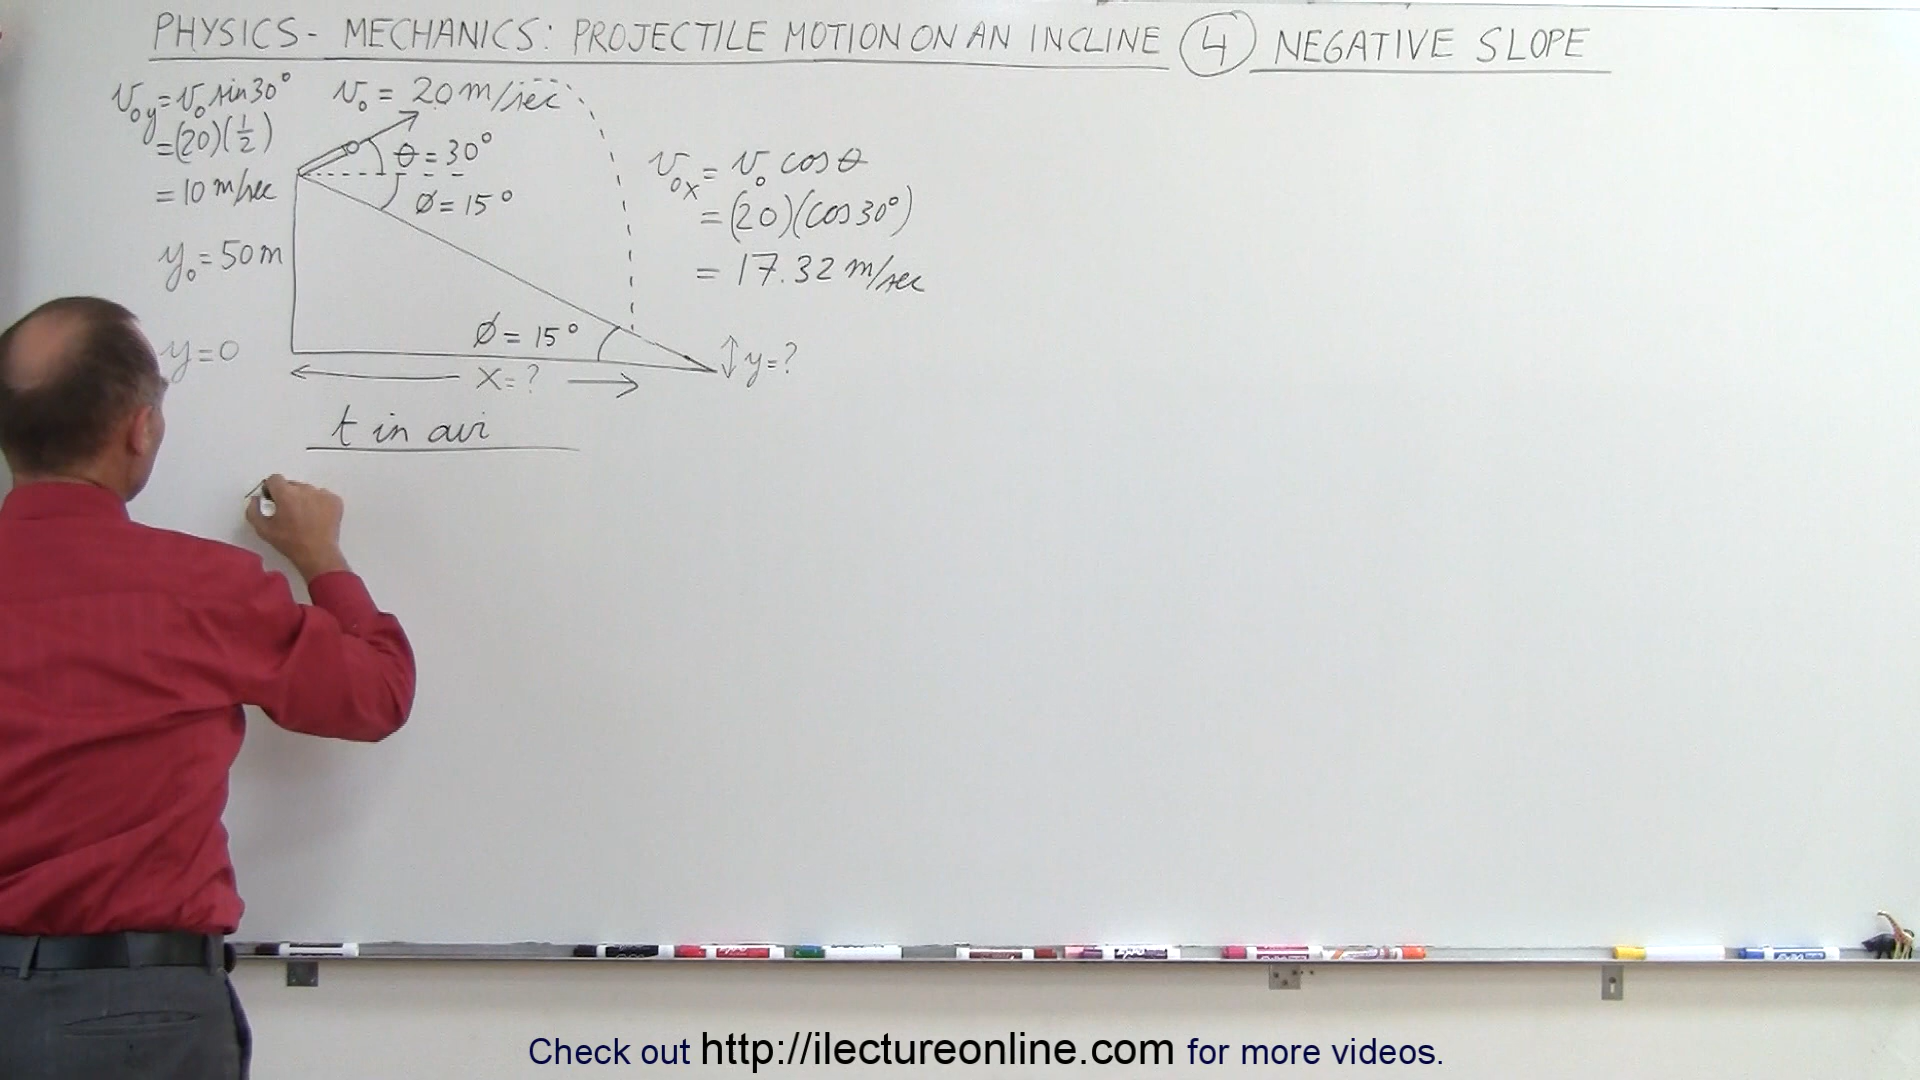 PHYSICS - MECHANICS: PROJECTILE MOTION ON AN INCLINE 4 NEGATIVE SLOPE
v₀y = v₀ sin30°
= (20)(1/2)
= 10 m/sec
v₀ = 20 m/sec
θ = 30°
ø = 15°
y₀ = 50 m
ø = 15°
y = 0
x = ?
y = ?
v₀x = v₀ cos θ
= (20)(cos 30°)
= 17.32 m/sec
t in air
Check out http://ilectureonline.com for more videos.